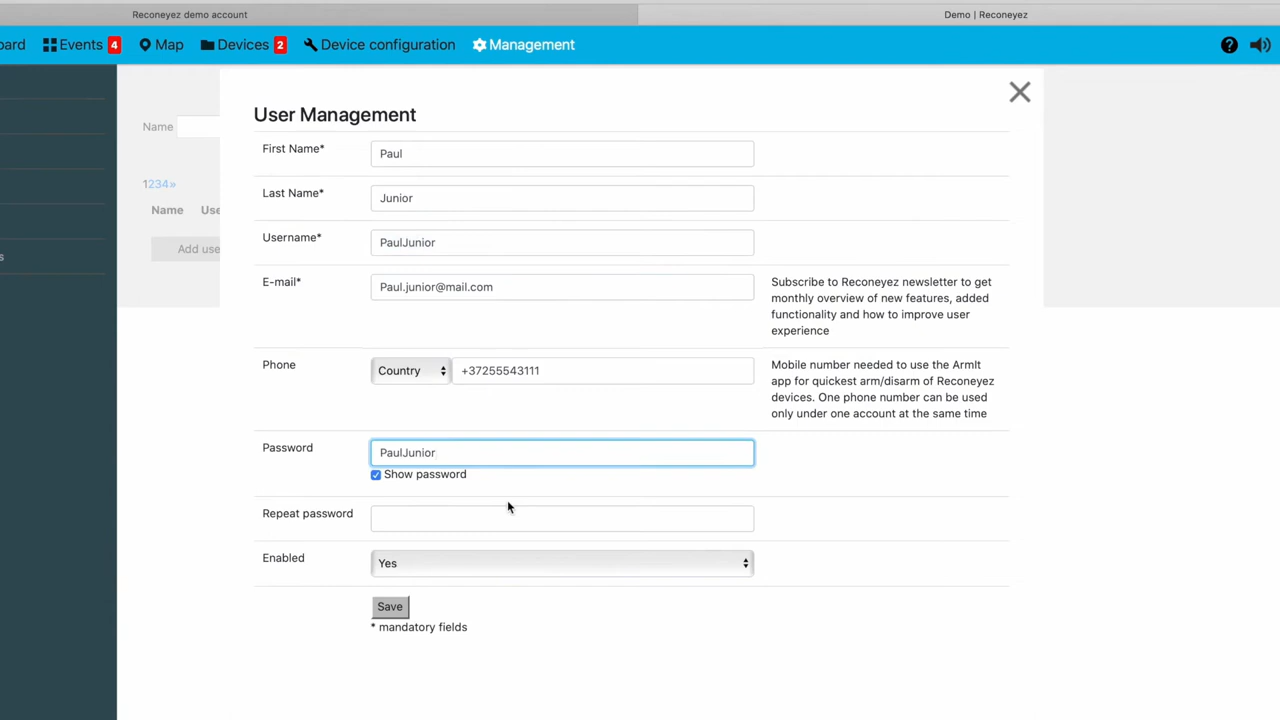 Reconeyez demo account
Demo | Reconeyez
oard
Events 4
Map
Devices 2
Device configuration
Management
Name
1234»
Name
Use
Add use
s
User Management
First Name*
Paul
Last Name*
Junior
Username*
PaulJunior
E-mail*
Paul.junior@mail.com
Subscribe to Reconeyez newsletter to get
monthly overview of new features, added
functionality and how to improve user
experience
Phone
Country
+37255543111
Mobile number needed to use the ArmIt
app for quickest arm/disarm of Reconeyez
devices. One phone number can be used
only under one account at the same time
Password
PaulJunior
Show password
Repeat password
Enabled
Yes
Save
* mandatory fields